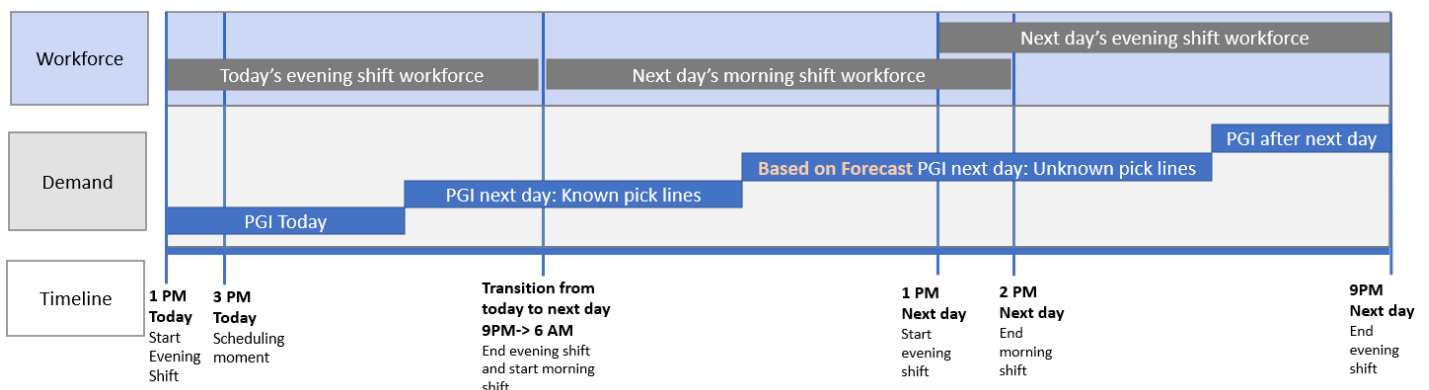 Workforce
Next day's evening shift workforce
Today's evening shift workforce
Next day's morning shift workforce
Demand
PGI after next day
Based on Forecast PGI next day: Unknown pick lines
PGI next day: Known pick lines
PGI Today
Timeline
1 PM
Today
Start
Evening
Shift
3 PM
Today
Scheduling
moment
Transition from
today to next day
9PM-> 6 AM
End evening shift
and start morning
shift
1 PM
Next day
Start
evening
shift
2 PM
Next day
End
morning
shift
9PM
Next day
End
evening
shift